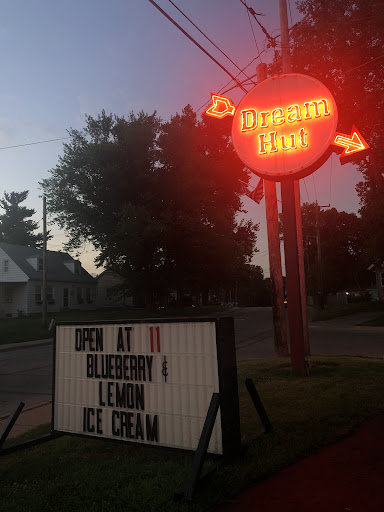 Dream
Hut
OPEN AT 11
BLUEBERRY &
LEMON
ICE CREAM